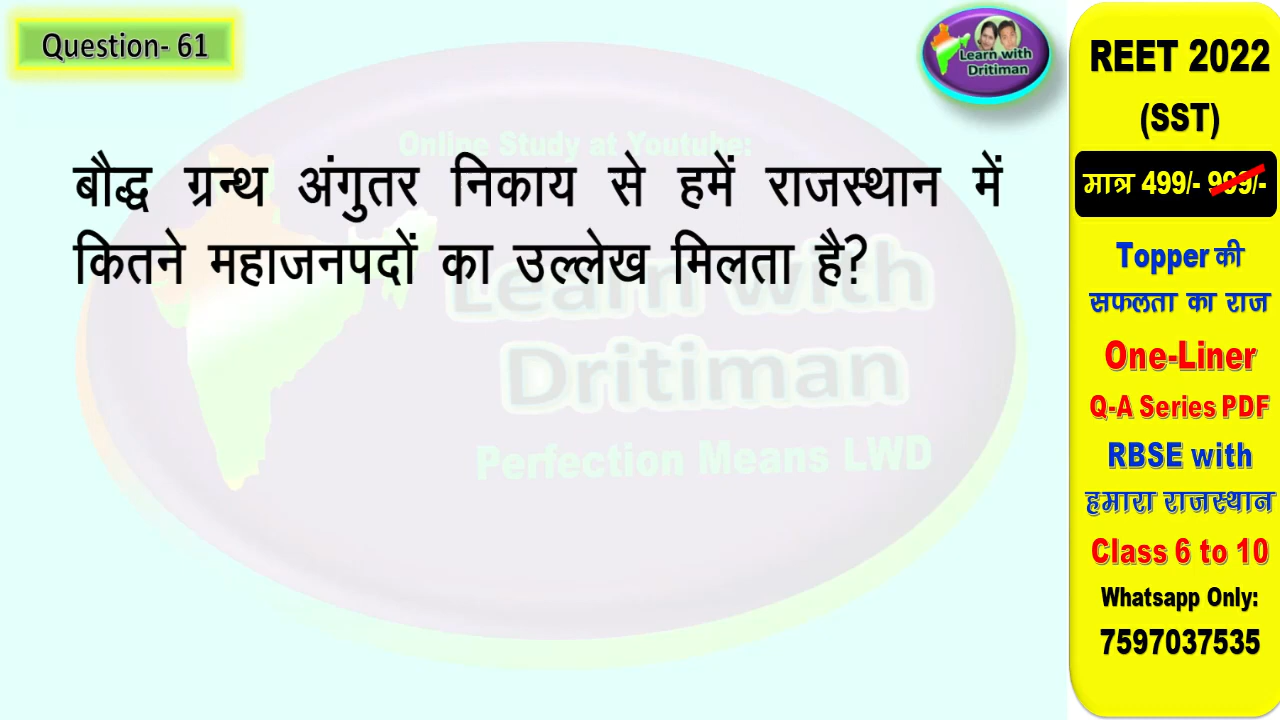 Question- 61
Learn with
Dritiman
Online Study at Youtube:
बौद्ध ग्रन्थ अंगुतर निकाय से हमें राजस्थान में
कितने महाजनपदों का उल्लेख मिलता है?
Learn with
Dritiman
Perfection Means LWD
REET 2022
(SST)
मात्र 499/- 999/-
Topper की
सफलता का राज
One-Liner
Q-A Series PDF
RBSE with
हमारा राजस्थान
Class 6 to 10
Whatsapp Only:
7597037535